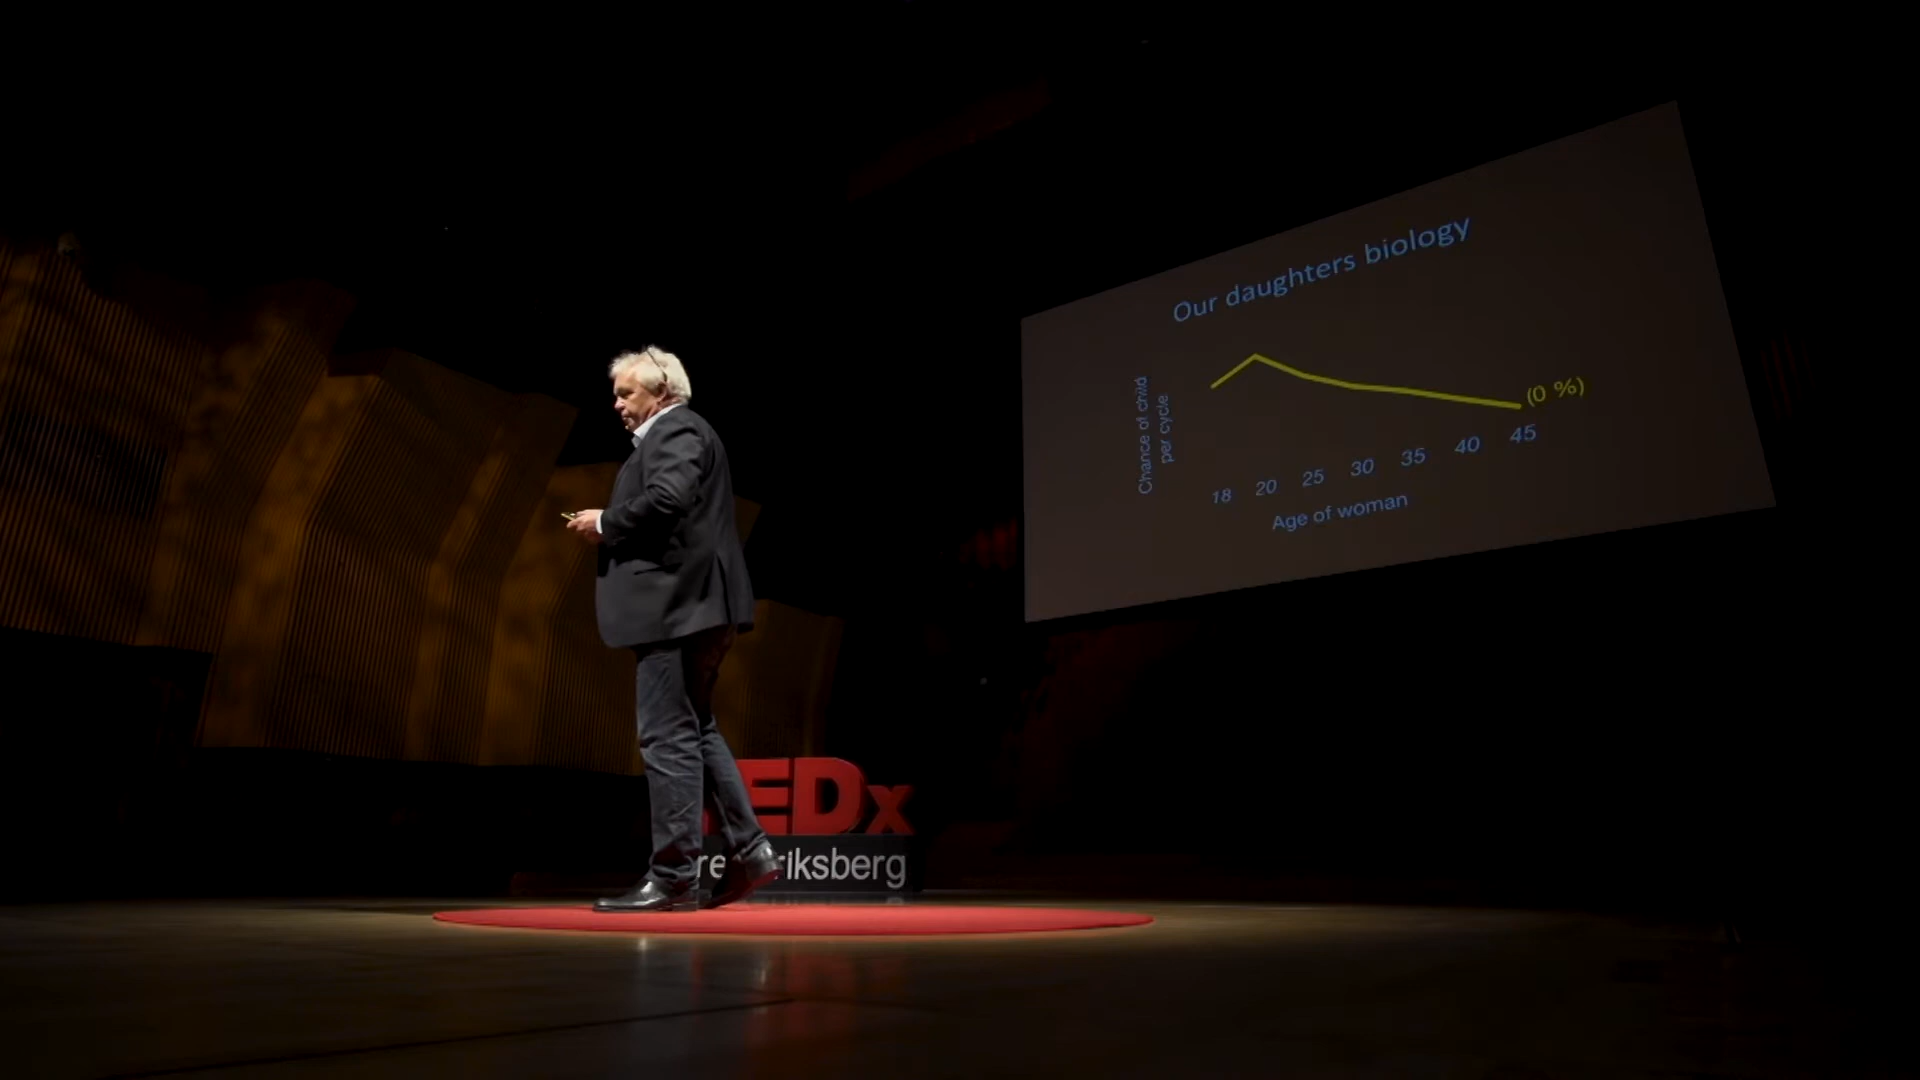 Our daughters biology
Chance of child
per cycle
(0 %)
18 20 25 30 35 40 45
Age of woman
EDx
re riksberg